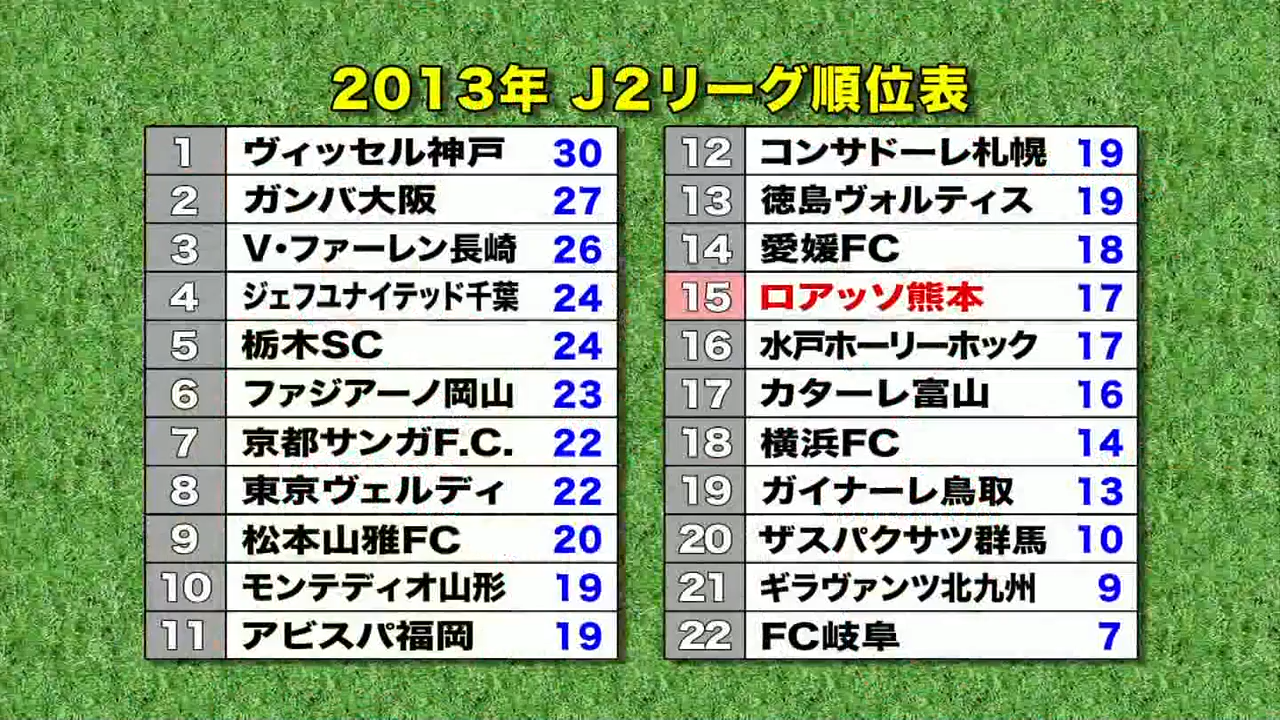 2013年 J2リーグ順位表
1 ヴィッセル神戸 30
2 ガンバ大阪 27
3 V・ファーレン長崎 26
4 ジェフユナイテッド千葉 24
5 栃木SC 24
6 ファジアーノ岡山 23
7 京都サンガF.C. 22
8 東京ヴェルディ 22
9 松本山雅FC 20
10 モンテディオ山形 19
11 アビスパ福岡 19
12 コンサドーレ札幌 19
13 徳島ヴォルティス 19
14 愛媛FC 18
15 ロアッソ熊本 17
16 水戸ホーリーホック 17
17 カターレ富山 16
18 横浜FC 14
19 ガイナーレ鳥取 13
20 ザスパクサツ群馬 10
21 ギラヴァンツ北九州 9
22 FC岐阜 7